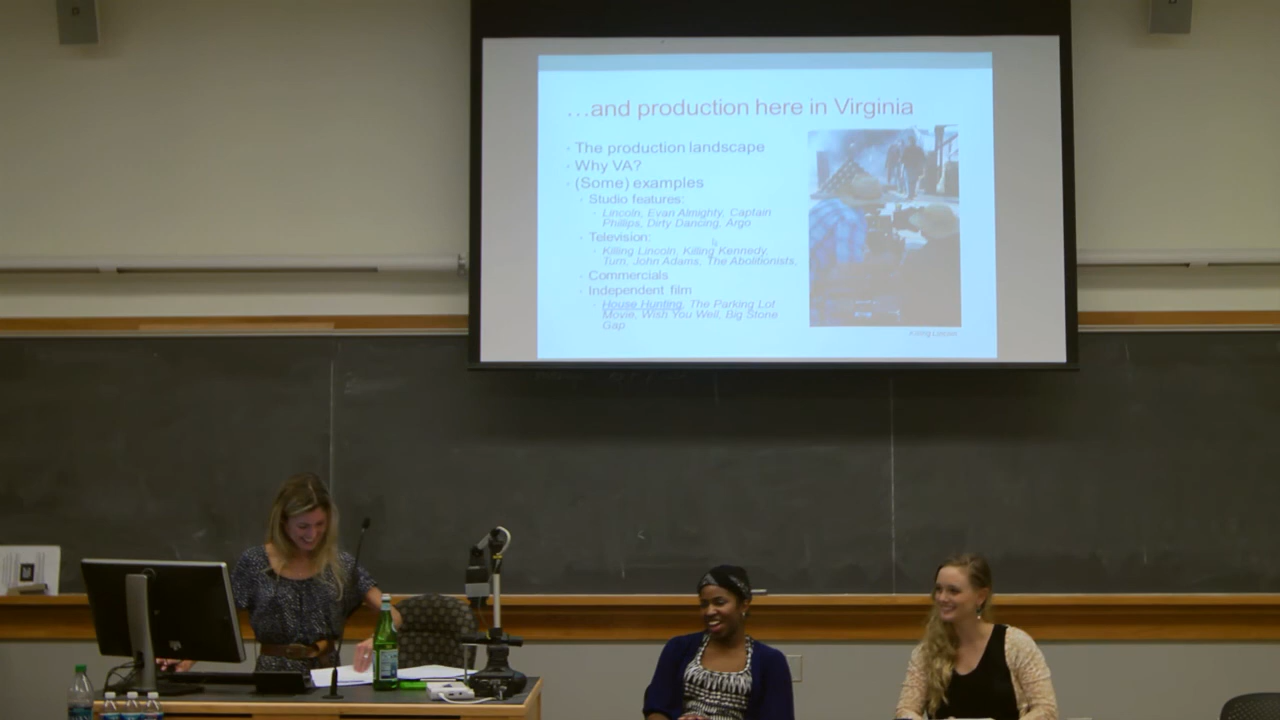 ...and production here in Virginia
The production landscape
Why VA?
(Some) examples
Studio features:
Lincoln, Evan Almighty, Captain
Phillips, Dirty Dancing, Argo
Television:
Killing Lincoln, Killing Kennedy,
Turn, John Adams, The Abolitionists,
Commercials
Independent film
House Hunting, The Parking Lot
Movie, Wish You Well, Big Stone
Gap
Killing Lincoln